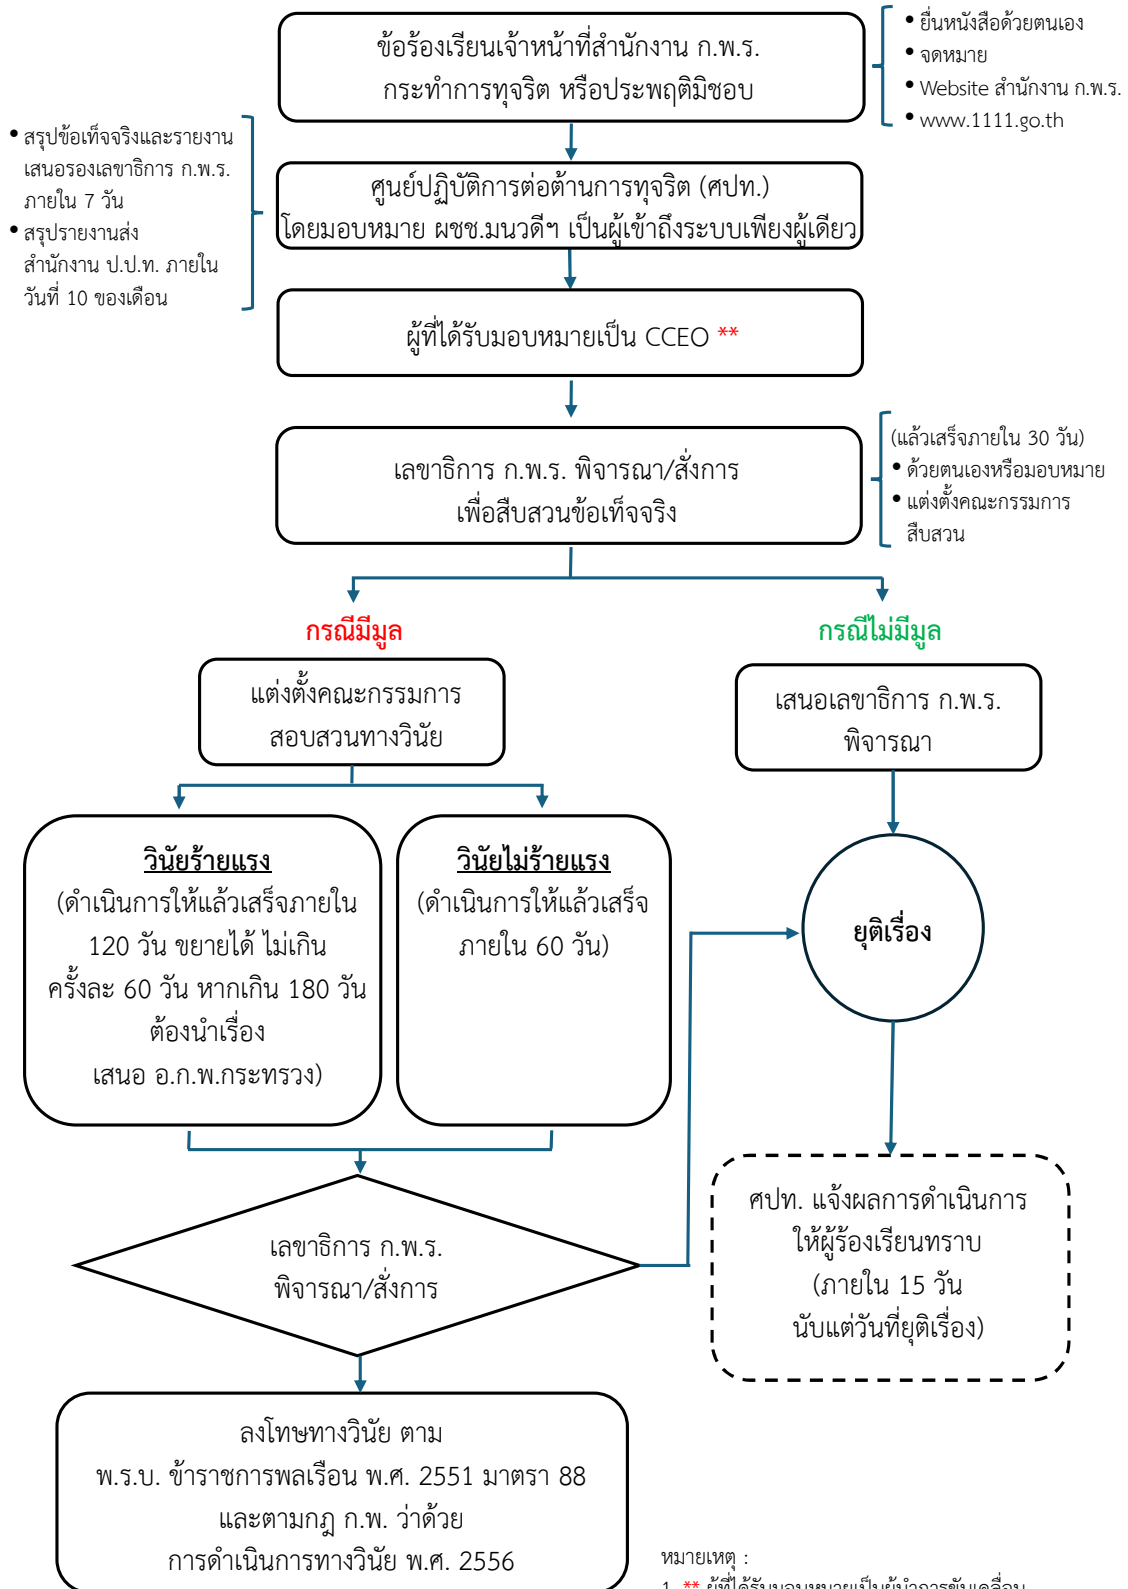 ข้อร้องเรียนเจ้าหน้าที่สำนักงาน ก.พ.ร.
กระทำการทุจริต หรือประพฤติมิชอบ
• ยื่นหนังสือด้วยตนเอง
• จดหมาย
• Website สำนักงาน ก.พ.ร.
• www.1111.go.th
• สรุปข้อเท็จจริงและรายงาน
เสนอรองเลขาธิการ ก.พ.ร.
ภายใน 7 วัน
• สรุปรายงานส่ง
สำนักงาน ป.ป.ท. ภายใน
วันที่ 10 ของเดือน
ศูนย์ปฏิบัติการต่อต้านการทุจริต (ศปท.)
โดยมอบหมาย ผชช.มนวดีฯ เป็นผู้เข้าถึงระบบเพียงผู้เดียว
ผู้ที่ได้รับมอบหมายเป็น CCEO **
เลขาธิการ ก.พ.ร. พิจารณา/สั่งการ
เพื่อสืบสวนข้อเท็จจริง
(แล้วเสร็จภายใน 30 วัน)
• ด้วยตนเองหรือมอบหมาย
• แต่งตั้งคณะกรรมการ
สืบสวน
กรณีมีมูล
กรณีไม่มีมูล
แต่งตั้งคณะกรรมการ
สอบสวนทางวินัย
เสนอเลขาธิการ ก.พ.ร.
พิจารณา
วินัยร้ายแรง
(ดำเนินการให้แล้วเสร็จภายใน
120 วัน ขยายได้ ไม่เกิน
ครั้งละ 60 วัน หากเกิน 180 วัน
ต้องนำเรื่อง
เสนอ อ.ก.พ.กระทรวง)
วินัยไม่ร้ายแรง
(ดำเนินการให้แล้วเสร็จ
ภายใน 60 วัน)
ยุติเรื่อง
เลขาธิการ ก.พ.ร.
พิจารณา/สั่งการ
ศปท. แจ้งผลการดำเนินการ
ให้ผู้ร้องเรียนทราบ
(ภายใน 15 วัน
นับแต่วันที่ยุติเรื่อง)
ลงโทษทางวินัย ตาม
พ.ร.บ. ข้าราชการพลเรือน พ.ศ. 2551 มาตรา 88
และตามกฎ ก.พ. ว่าด้วย
การดำเนินการทางวินัย พ.ศ. 2556
หมายเหตุ :
1. ** ผู้ที่ได้รับมอบหมายเป็นผู้นำการขับเคลื่อน